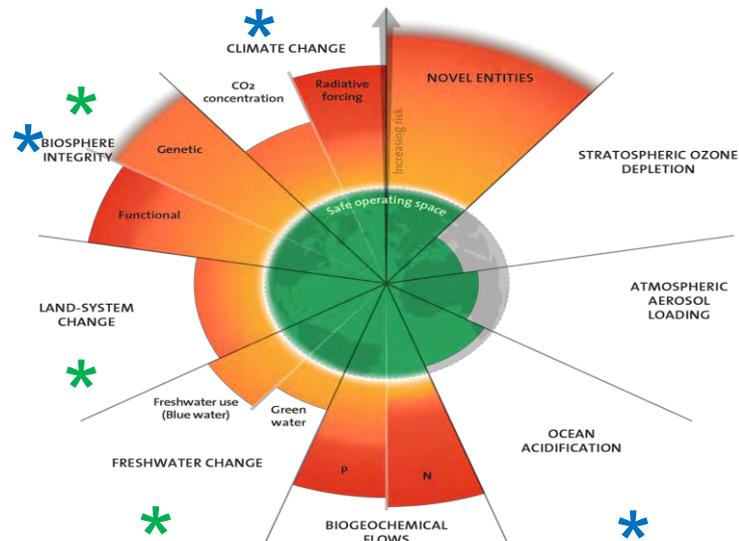 CLIMATE CHANGE
CO2
concentration
Radiative
forcing
NOVEL ENTITIES
Increasing risk
BIOSPHERE
INTEGRITY
Genetic
Functional
STRATOSPHERIC OZONE
DEPLETION
Safe operating space
LAND-SYSTEM
CHANGE
ATMOSPHERIC
AEROSOL
LOADING
Freshwater use
(Blue water)
Green
water
FRESHWATER CHANGE
P
N
OCEAN
ACIDIFICATION
BIOGEOCHEMICAL
FLOWS